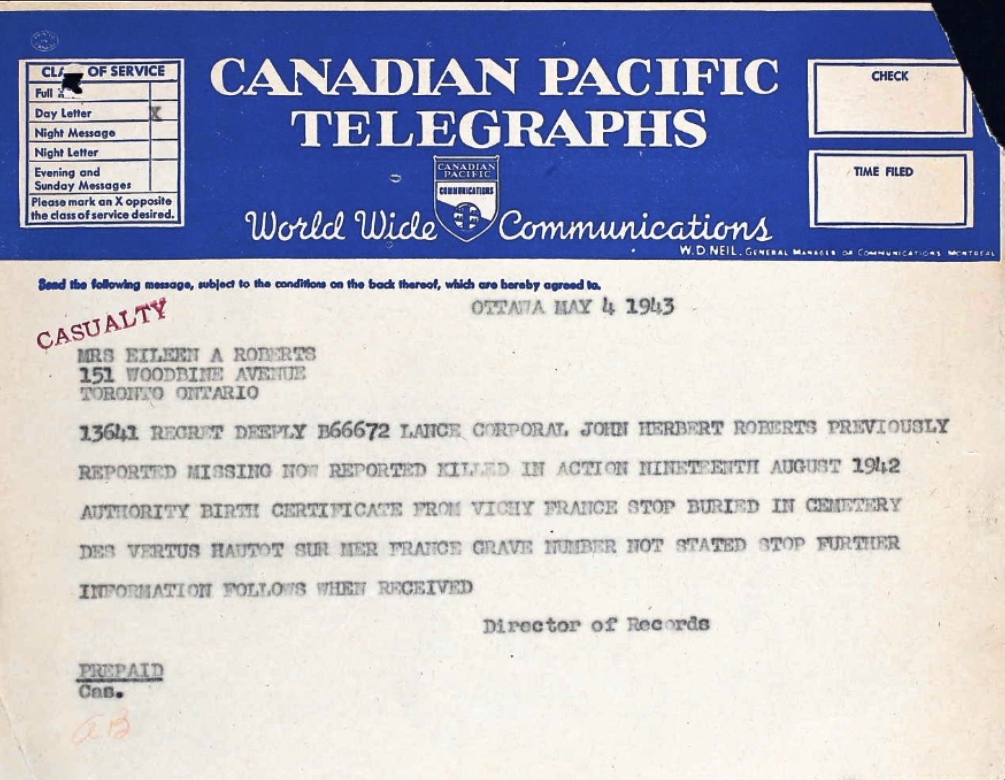 CLA OF SERVICE
Full
Day Letter X
Night Message
Night Letter
Evening and
Sunday Messages
Please mark an X opposite
the class of service desired.
CANADIAN PACIFIC
TELEGRAPHS
CANADIAN
PACIFIC
COMMUNICATIONS
World Wide Communications
W.D. NEIL, GENERAL MANAGER OF COMMUNICATIONS MONTREAL
CHECK
TIME FILED
Send the following message, subject to the conditions on the back thereof, which are hereby agreed to.
CASUALTY
OTTAWA MAY 4 1943
MRS EILEEN A ROBERTS
151 WOODBINE AVENUE
TORONTO ONTARIO
13641 REGRET DEEPLY B66672 LANCE CORPORAL JOHN HERBERT ROBERTS PREVIOUSLY
REPORTED MISSING NOW REPORTED KILLED IN ACTION NINETEENTH AUGUST 1942
AUTHORITY BIRTH CERTIFICATE FROM VICHY FRANCE STOP BURIED IN CEMETERY
DES VERTUS HAUTOT SUR MER FRANCE GRAVE NUMBER NOT STATED STOP FURTHER
INFORMATION FOLLOWS WHEN RECEIVED
Director of Records
PREPAID
Cas.
AB